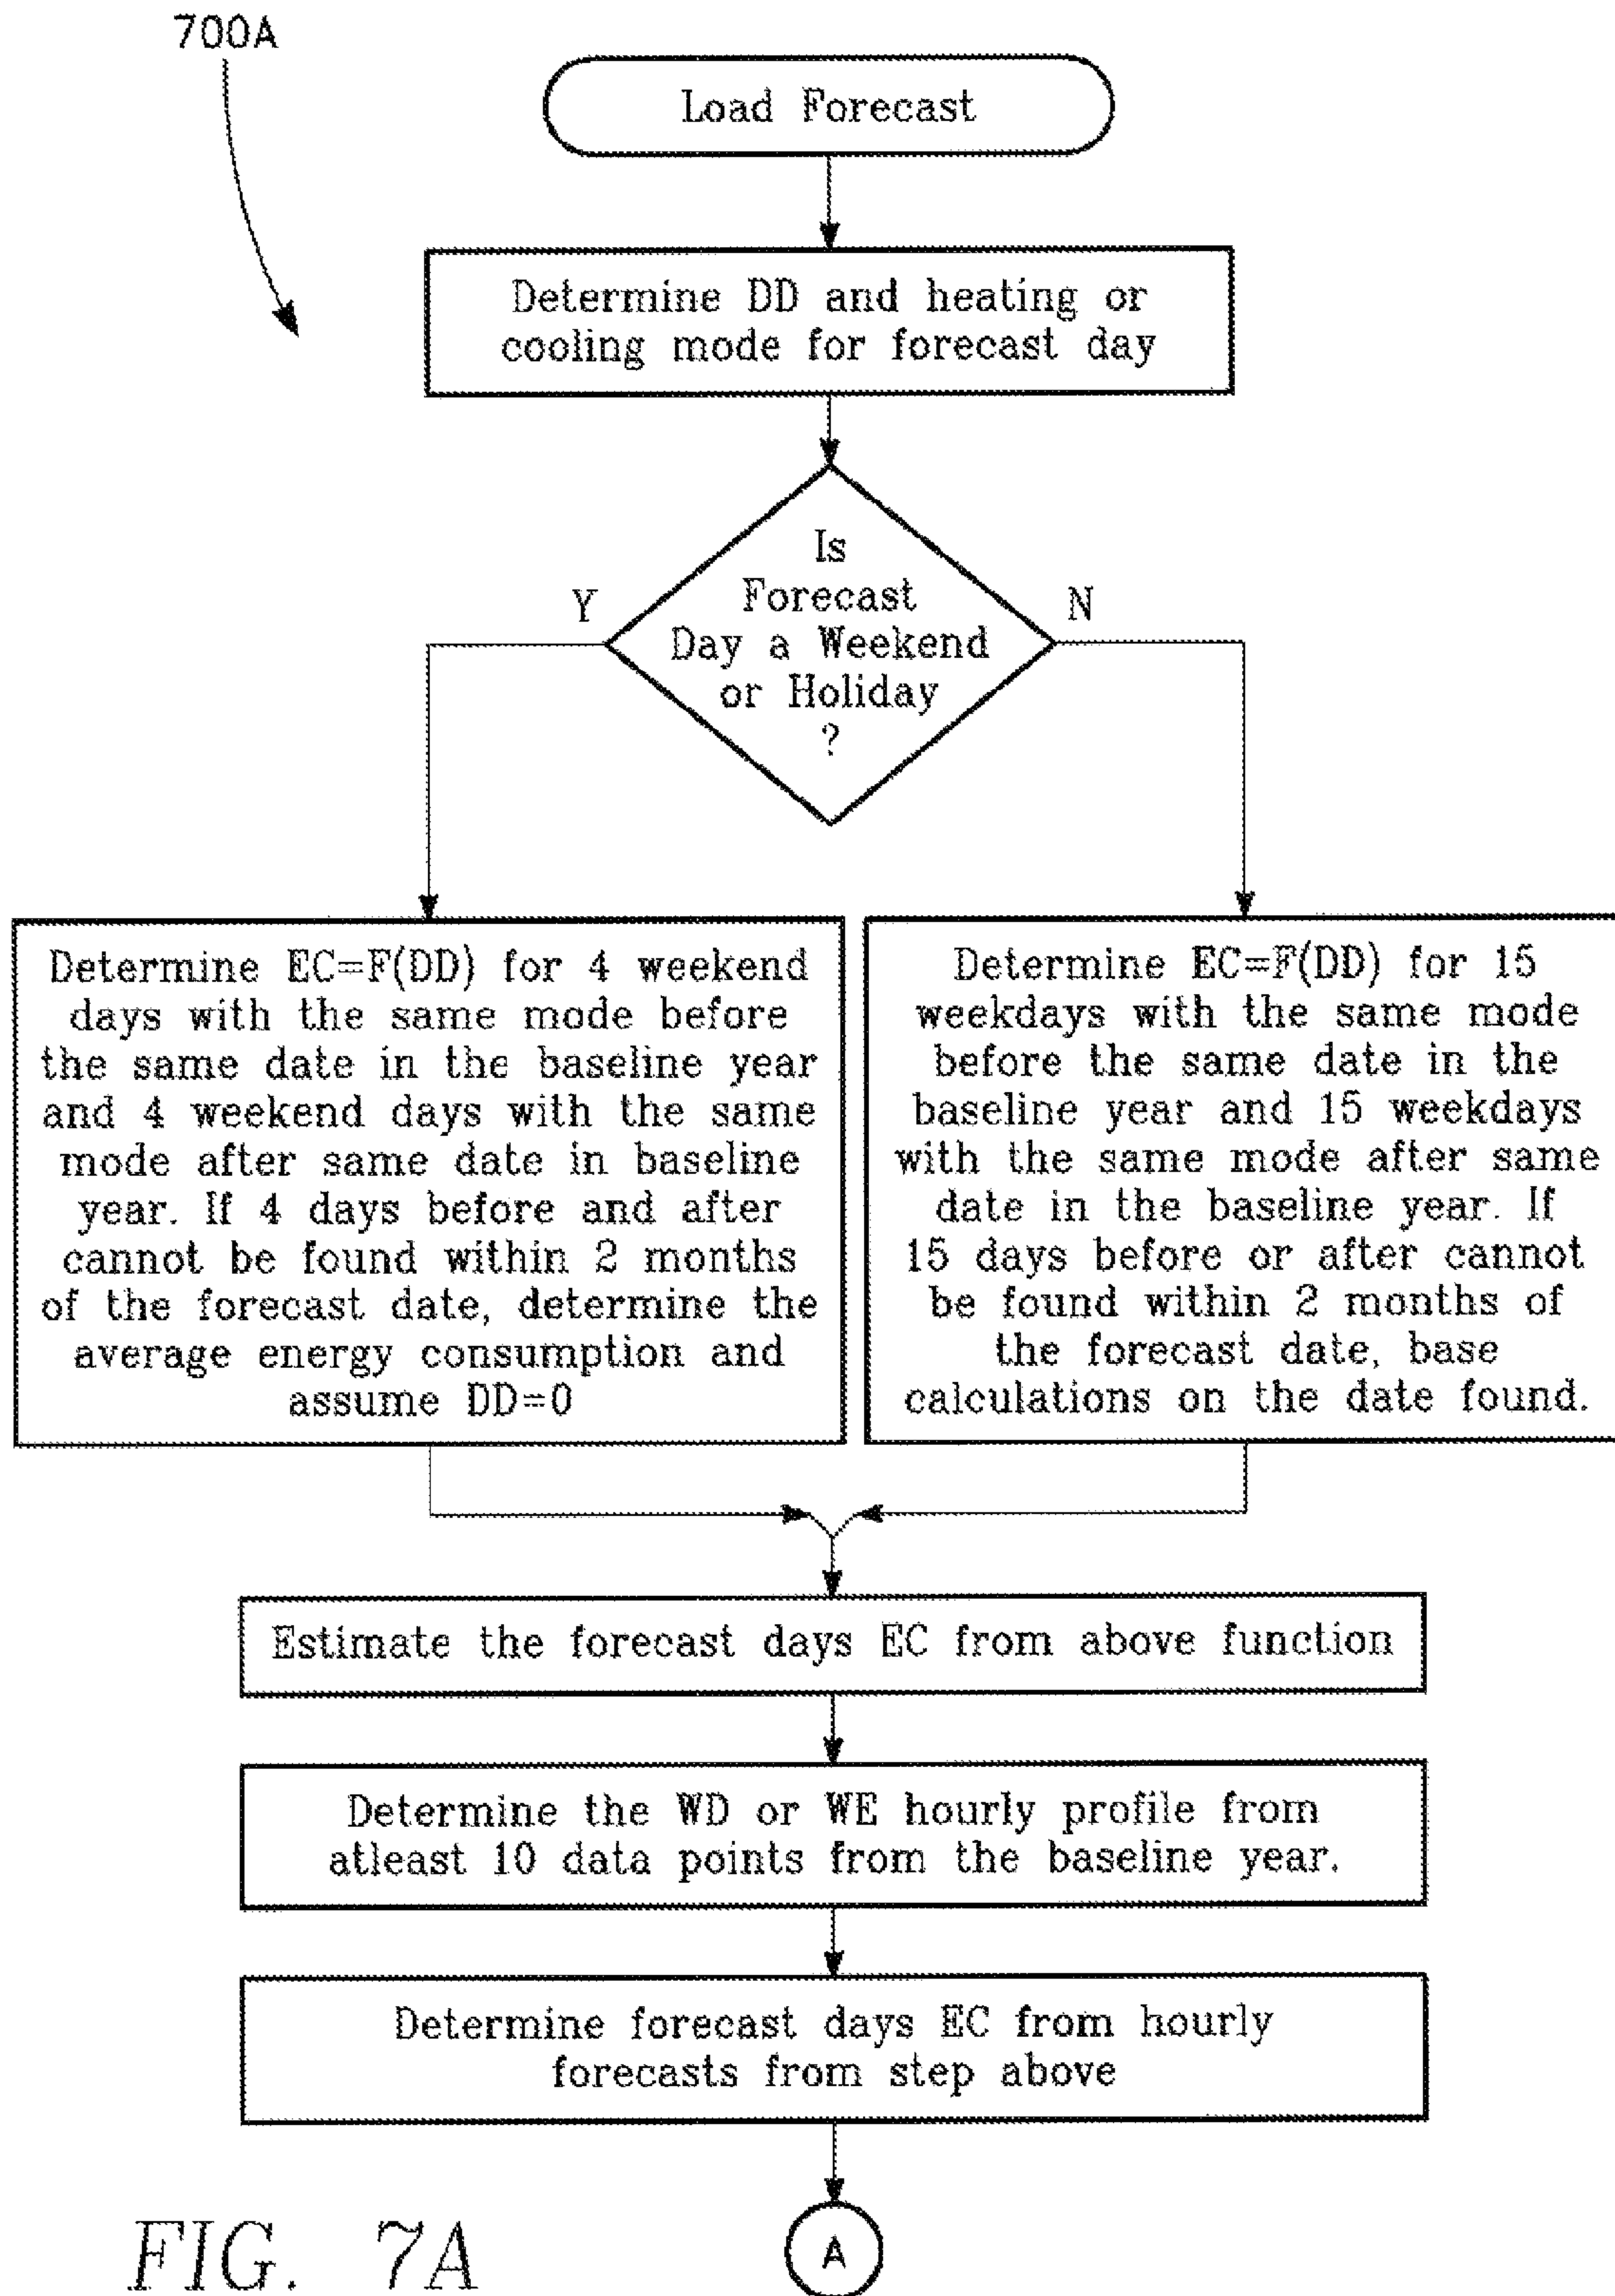 700A
Load Forecast
Determine DD and heating or
cooling mode for forecast day
Is
Forecast
Day a Weekend
or Holiday
?
Y
N
Determine EC=F(DD) for 4 weekend
days with the same mode before
the same date in the baseline year
and 4 weekend days with the same
mode after same date in baseline
year. If 4 days before and after
cannot be found within 2 months
of the forecast date, determine the
average energy consumption and
assume DD=0
Determine EC=F(DD) for 15
weekdays with the same mode
before the same date in the
baseline year and 15 weekdays
with the same mode after same
date in the baseline year. If
15 days before or after cannot
be found within 2 months of
the forecast date, base
calculations on the date found.
Estimate the forecast days EC from above function
Determine the WD or WE hourly profile from
atleast 10 data points from the baseline year.
Determine forecast days EC from hourly
forecasts from step above
A
FIG. 7A